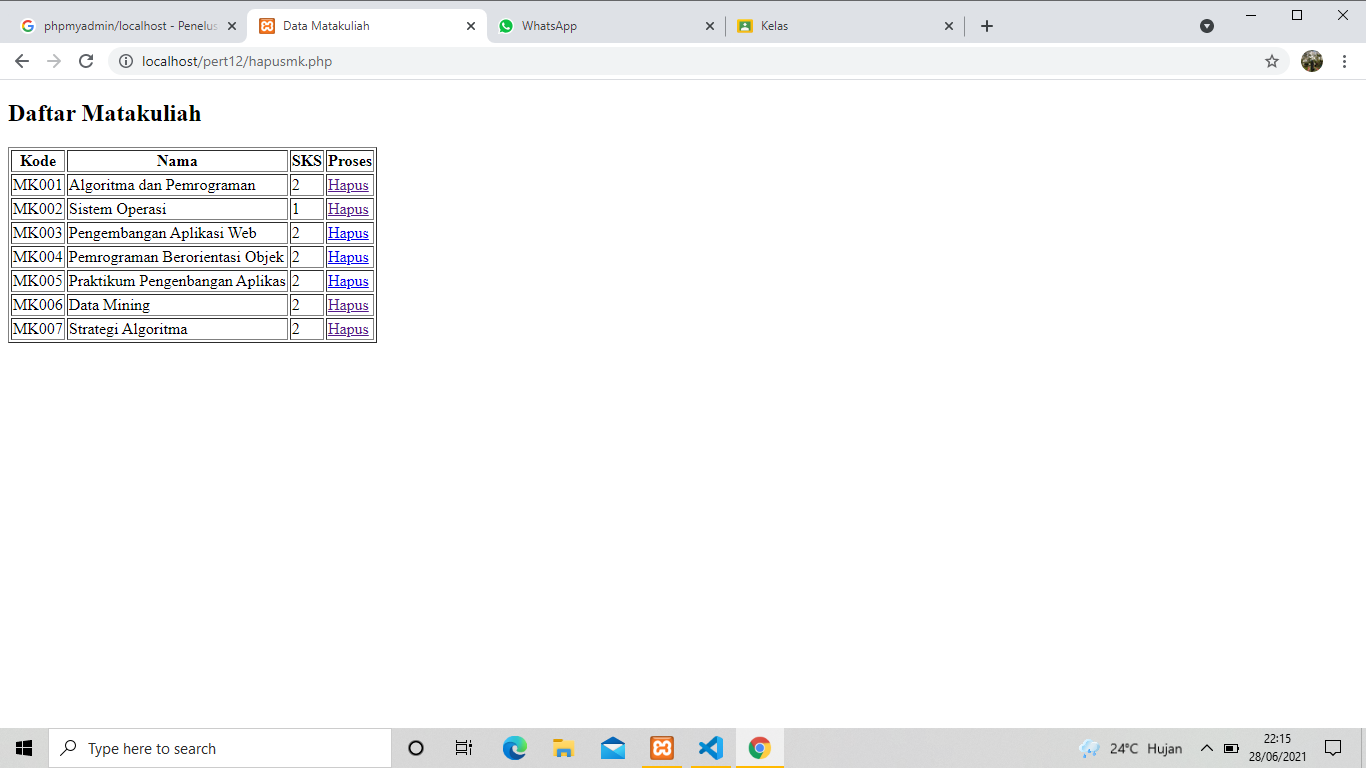 phpmyadmin/localhost - Penelus
Data Matakuliah
WhatsApp
Kelas
localhost/pert12/hapusmk.php
Daftar Matakuliah
Kode Nama SKS Proses
MK001 Algoritma dan Pemrograman 2 Hapus
MK002 Sistem Operasi 1 Hapus
MK003 Pengembangan Aplikasi Web 2 Hapus
MK004 Pemrograman Berorientasi Objek 2 Hapus
MK005 Praktikum Pengenbangan Aplikas 2 Hapus
MK006 Data Mining 2 Hapus
MK007 Strategi Algoritma 2 Hapus
Type here to search
24°C Hujan
22:15
28/06/2021